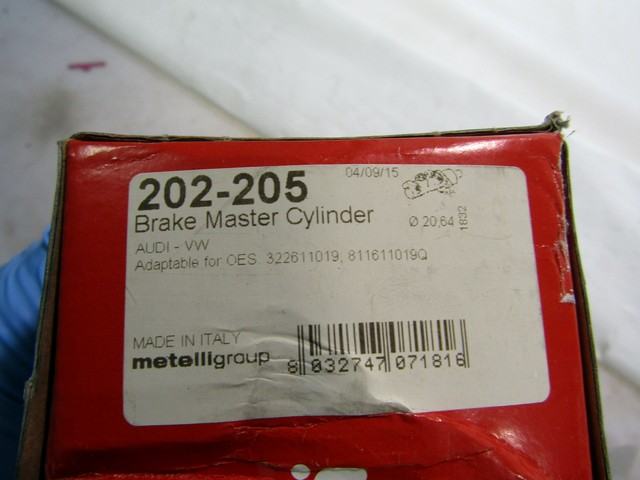 04/09/15
202-205
Brake Master Cylinder
Ø 20,64
1632
AUDI - VW
Adaptable for OES. 322611019, 811611019Q
MADE IN ITALY
metelligroup
8 032747 071816